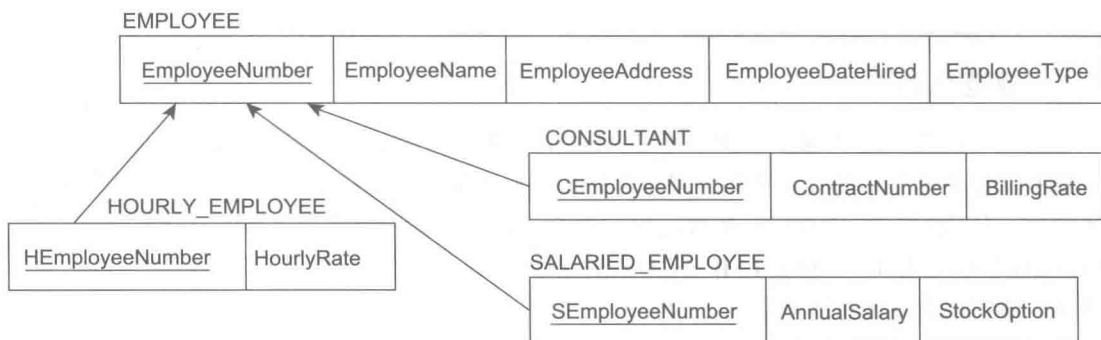 EMPLOYEE
EmployeeNumber EmployeeName EmployeeAddress EmployeeDateHired EmployeeType
CONSULTANT
CEmployeeNumber ContractNumber BillingRate
HOURLY_EMPLOYEE
HEmployeeNumber HourlyRate
SALARIED_EMPLOYEE
SEmployeeNumber AnnualSalary StockOption